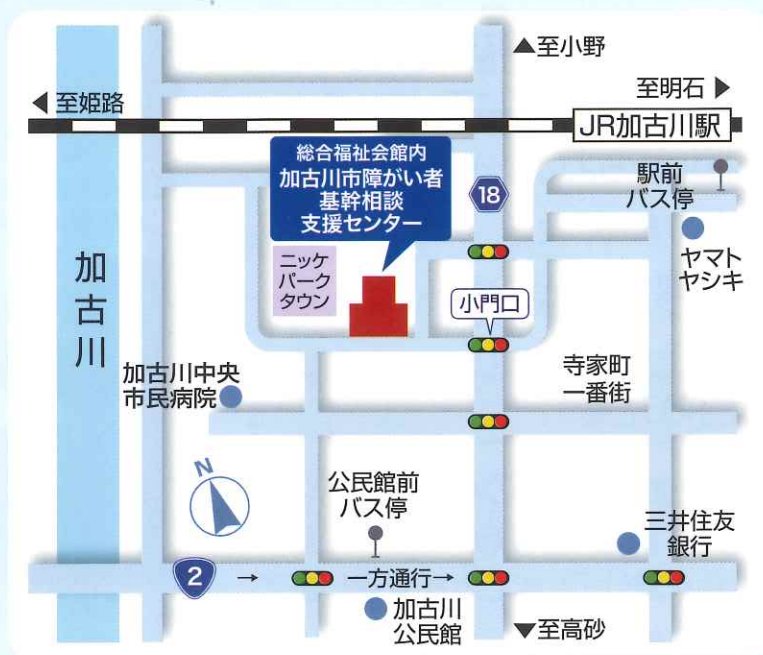 ▲至小野
◀ 至姫路
至明石 ▶
JR加古川駅
総合福祉会館内
加古川市障がい者
基幹相談
支援センター
18
駅前
バス停
ヤマト
ヤシキ
加古川
ニッケ
パーク
タウン
小門口
加古川中央
市民病院
寺家町
一番街
N
公民館前
バス停
三井住友
銀行
2
→
一方通行→
加古川
公民館
▼至高砂